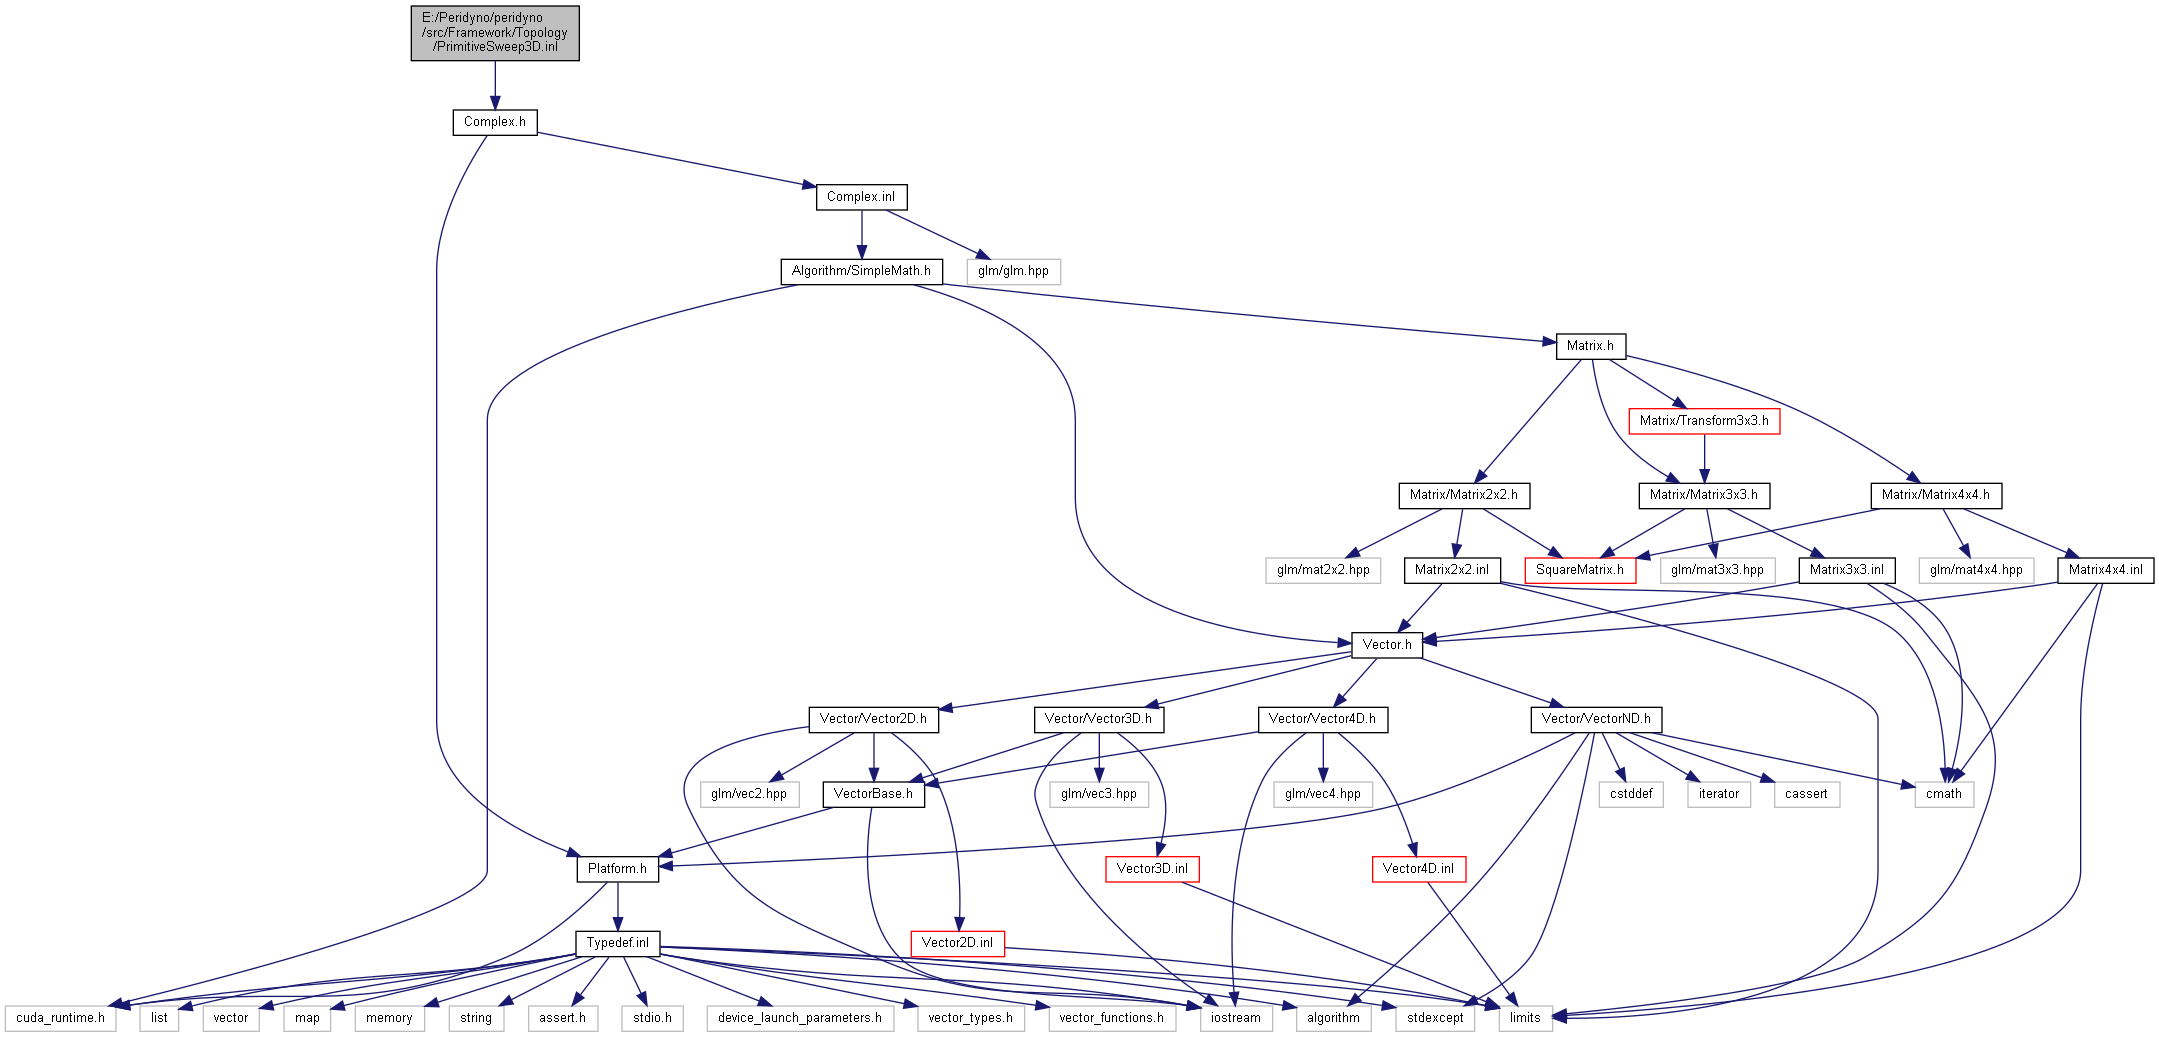 E:/Peridyno/peridyno
/src/Framework/Topology
/PrimitiveSweep3D.inl
Complex.h
Complex.inl
Algorithm/SimpleMath.h
glm/glm.hpp
Matrix.h
Matrix/Transform3x3.h
Matrix/Matrix2x2.h
Matrix/Matrix3x3.h
Matrix/Matrix4x4.h
glm/mat2x2.hpp
Matrix2x2.inl
SquareMatrix.h
glm/mat3x3.hpp
Matrix3x3.inl
glm/mat4x4.hpp
Matrix4x4.inl
Vector.h
Vector/Vector2D.h
Vector/Vector3D.h
Vector/Vector4D.h
Vector/VectorND.h
glm/vec2.hpp
VectorBase.h
glm/vec3.hpp
glm/vec4.hpp
cstddef
iterator
cassert
cmath
Platform.h
Vector3D.inl
Vector4D.inl
Typedef.inl
Vector2D.inl
cuda_runtime.h
list
vector
map
memory
string
assert.h
stdio.h
device_launch_parameters.h
vector_types.h
vector_functions.h
iostream
algorithm
stdexcept
limits